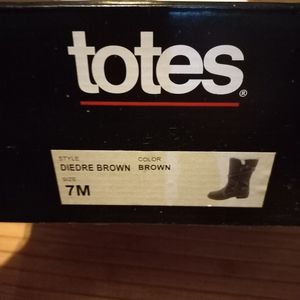 totes®
STYLE COLOR
DIEDRE BROWN BROWN
SIZE
7M